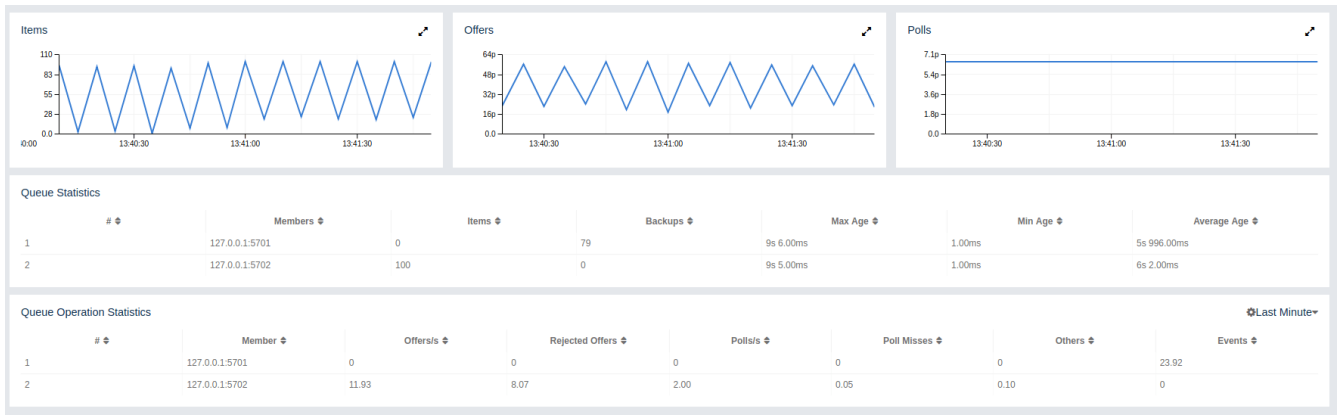 Items Offers Polls
110 64p 7.1p
83 48p 5.4p
55 32p 3.6p
28 16p 1.8p
0.0 0.0 0.0
0:00 13:40:30 13:41:00 13:41:30 13:40:30 13:41:00 13:41:30 13:40:30 13:41:00 13:41:30
Queue Statistics
# Members Items Backups Max Age Min Age Average Age
1 127.0.0.1:5701 0 79 9s 6.00ms 1.00ms 5s 996.00ms
2 127.0.0.1:5702 100 0 9s 5.00ms 1.00ms 6s 2.00ms
Queue Operation Statistics Last Minute
# Member Offers/s Rejected Offers Polls/s Poll Misses Others Events
1 127.0.0.1:5701 0 0 0 0 0 23.92
2 127.0.0.1:5702 11.93 8.07 2.00 0.05 0.10 0